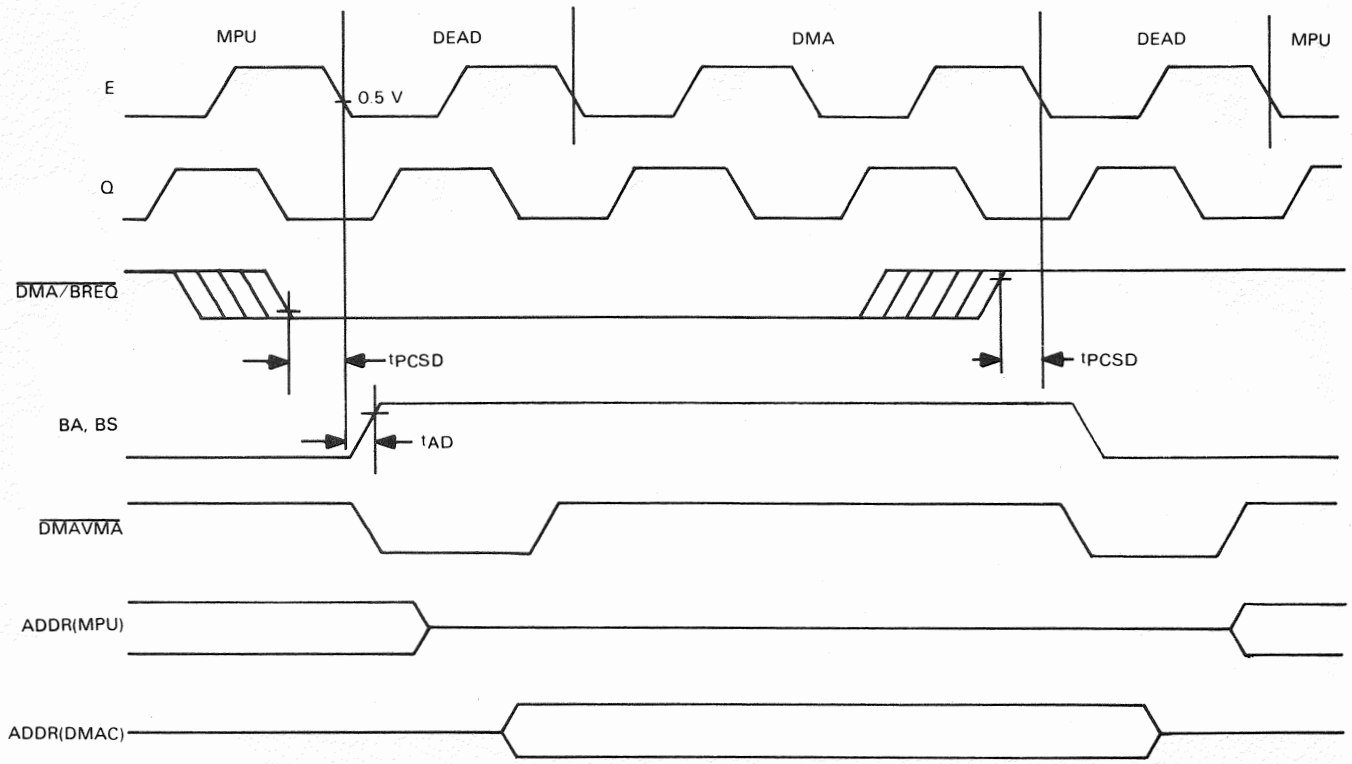 MPU DEAD DMA DEAD MPU
E
0.5 V
Q
DMA/BREQ
tPCSD tPCSD
BA, BS
tAD
DMAVMA
ADDR(MPU)
ADDR(DMAC)